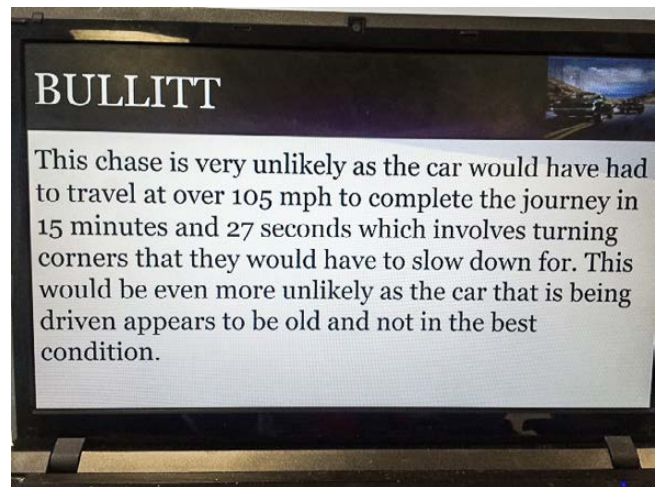 BULLITT
This chase is very unlikely as the car would have had
to travel at over 105 mph to complete the journey in
15 minutes and 27 seconds which involves turning
corners that they would have to slow down for. This
would be even more unlikely as the car that is being
driven appears to be old and not in the best
condition.